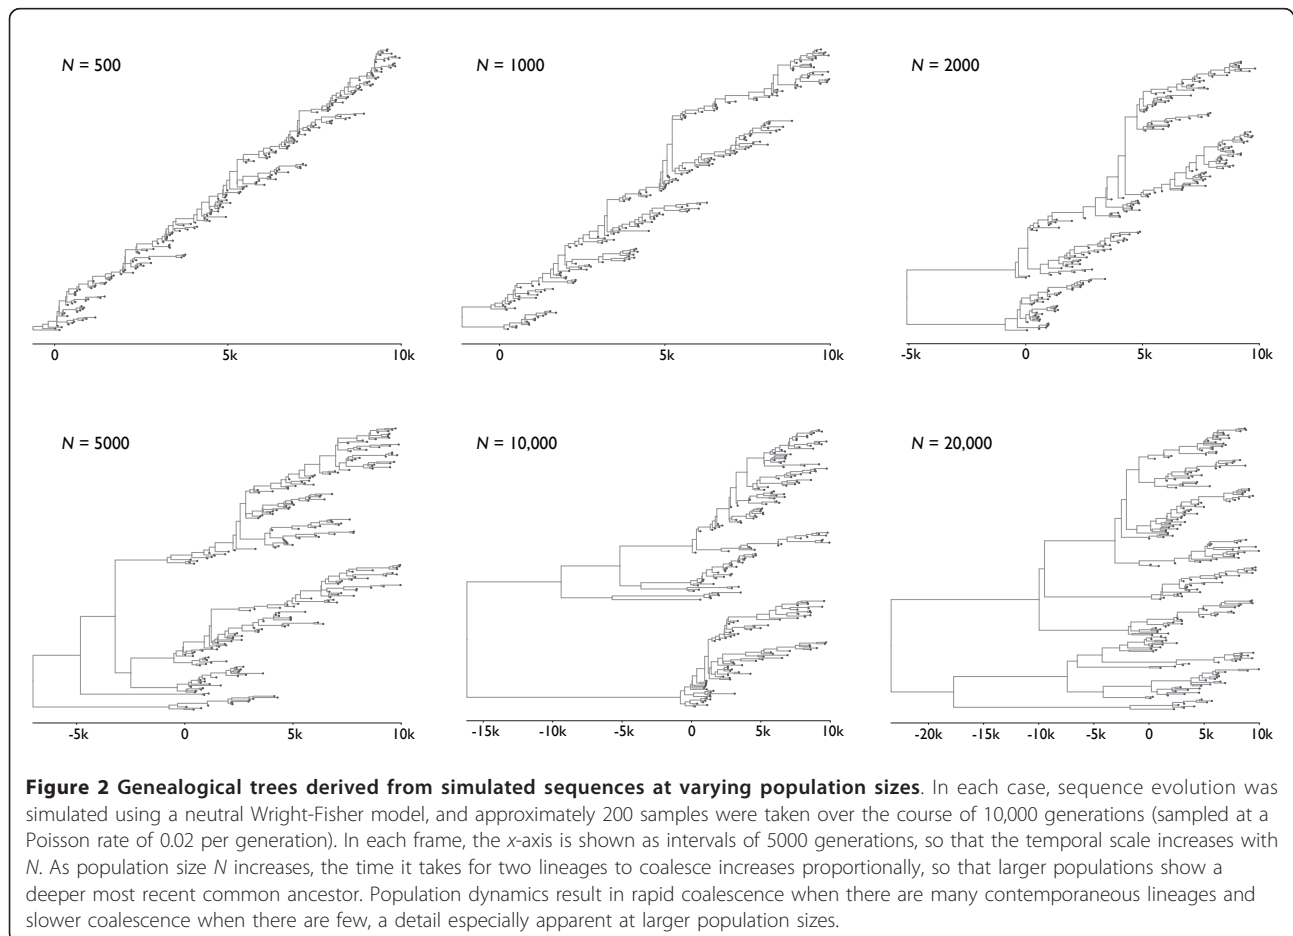 N = 500
N = 1000
N = 2000
0 5k 10k
0 5k 10k
-5k 0 5k 10k
N = 5000
N = 10,000
N = 20,000
-5k 0 5k 10k
-15k -10k -5k 0 5k 10k
-20k -15k -10k -5k 0 5k 10k
Figure 2 Genealogical trees derived from simulated sequences at varying population sizes. In each case, sequence evolution was
simulated using a neutral Wright-Fisher model, and approximately 200 samples were taken over the course of 10,000 generations (sampled at a
Poisson rate of 0.02 per generation). In each frame, the x-axis is shown as intervals of 5000 generations, so that the temporal scale increases with
N. As population size N increases, the time it takes for two lineages to coalesce increases proportionally, so that larger populations show a
deeper most recent common ancestor. Population dynamics result in rapid coalescence when there are many contemporaneous lineages and
slower coalescence when there are few, a detail especially apparent at larger population sizes.